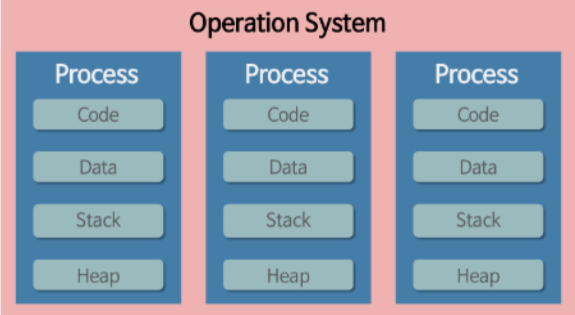 Operation System
Process
Code
Data
Stack
Heap
Process
Code
Data
Stack
Heap
Process
Code
Data
Stack
Heap